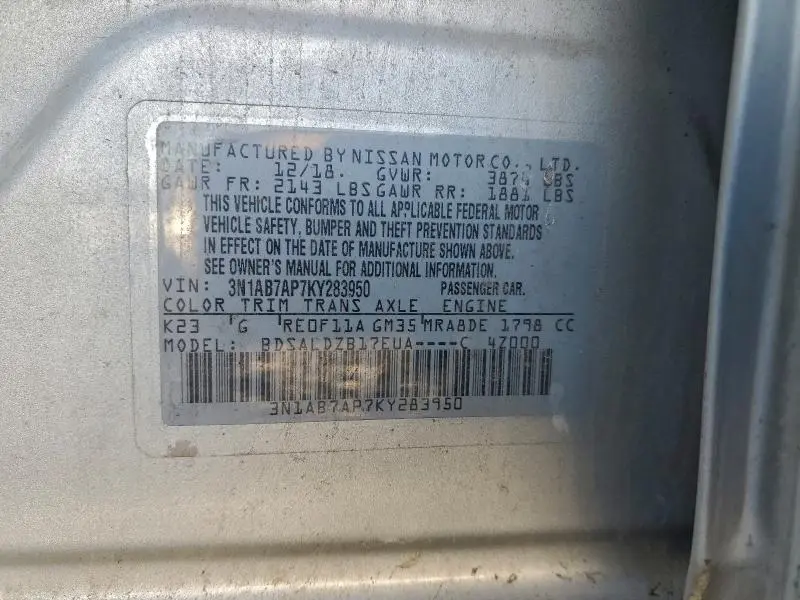 MANUFACTURED BY NISSAN MOTOR CO., LTD.
DATE: 12/18. GVWR: LBS
GAWR FR: 2143 LBS GAWR RR: 1881 LBS
THIS VEHICLE CONFORMS TO ALL APPLICABLE FEDERAL MOTOR
VEHICLE SAFETY, BUMPER AND THEFT PREVENTION STANDARDS
IN EFFECT ON THE DATE OF MANUFACTURE SHOWN ABOVE.
SEE OWNER'S MANUAL FOR ADDITIONAL INFORMATION.
VIN: 3N1AB7AP7KY283950 PASSENGER CAR.
COLOR TRIM TRANS AXLE ENGINE
K23 G RE0F11A GM35 MRA8DE 1798 CC
MODEL: BDSALDZB17EUA----C 4Z000
3N1AB7AP7KY283950